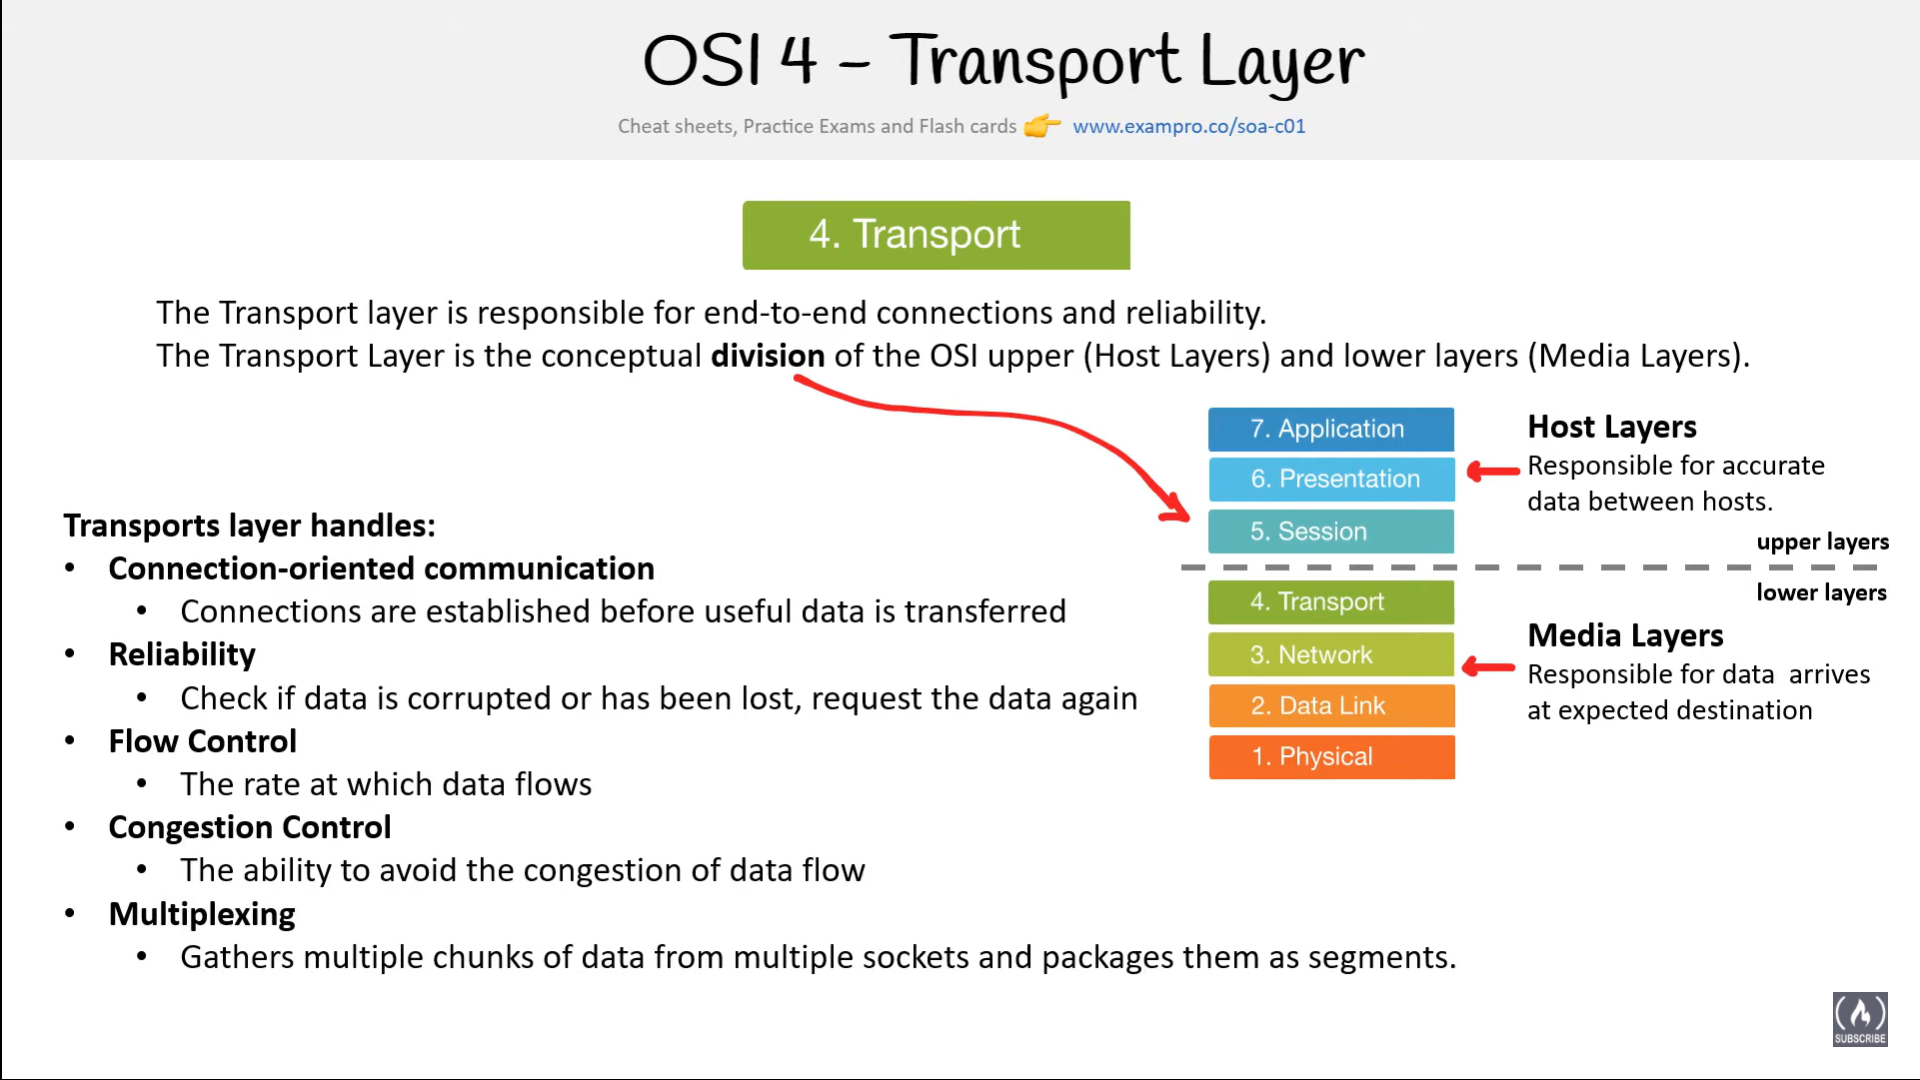 OSI 4 – Transport Layer
Cheat sheets, Practice Exams and Flash cards 👉 www.exampro.co/soa-c01
4. Transport
The Transport layer is responsible for end-to-end connections and reliability.
The Transport Layer is the conceptual division of the OSI upper (Host Layers) and lower layers (Media Layers).
7. Application
6. Presentation
5. Session
Host Layers
Responsible for accurate
data between hosts.
upper layers
lower layers
4. Transport
3. Network
2. Data Link
1. Physical
Media Layers
Responsible for data  arrives
at expected destination
Transports layer handles:
• Connection-oriented communication
• Connections are established before useful data is transferred
• Reliability
• Check if data is corrupted or has been lost, request the data again
• Flow Control
• The rate at which data flows
• Congestion Control
• The ability to avoid the congestion of data flow
• Multiplexing
• Gathers multiple chunks of data from multiple sockets and packages them as segments.
SUBSCRIBE